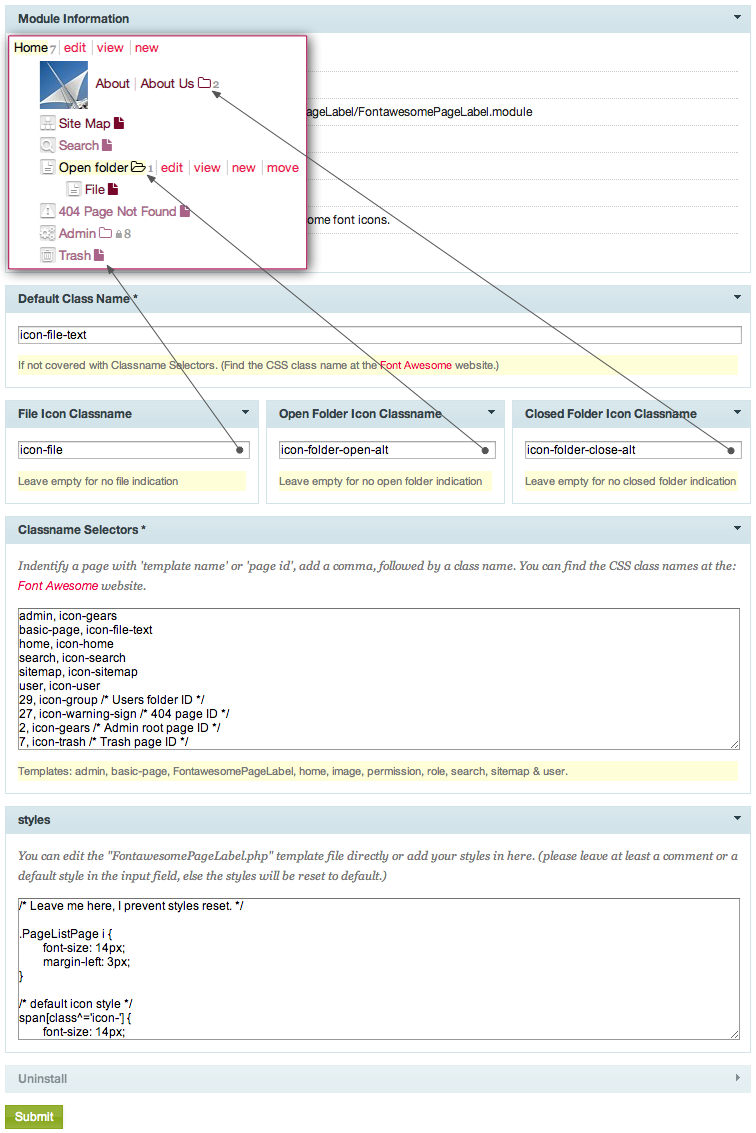 Module Information
Home 7 edit view new
About About Us 2
ageLabel/FontawesomePageLabel.module
Site Map
Search
Open folder 1 edit view new move
File
404 Page Not Found
ome font icons.
Admin 8
Trash
Default Class Name *
icon-file-text
If not covered with Classname Selectors. (Find the CSS class name at the Font Awesome website.)
File Icon Classname
icon-file
Leave empty for no file indication
Open Folder Icon Classname
icon-folder-open-alt
Leave empty for no open folder indication
Closed Folder Icon Classname
icon-folder-close-alt
Leave empty for no closed folder indication
Classname Selectors *
Indentify a page with 'template name' or 'page id', add a comma, followed by a class name. You can find the CSS class names at the:
Font Awesome website.
admin, icon-gears
basic-page, icon-file-text
home, icon-home
search, icon-search
sitemap, icon-sitemap
user, icon-user
29, icon-group /* Users folder ID */
27, icon-warning-sign /* 404 page ID */
2, icon-gears /* Admin root page ID */
7, icon-trash /* Trash page ID */
Templates: admin, basic-page, FontawesomePageLabel, home, image, permission, role, search, sitemap & user.
styles
You can edit the "FontawesomePageLabel.php" template file directly or add your styles in here. (please leave at least a comment or a
default style in the input field, else the styles will be reset to default.)
/* Leave me here, I prevent styles reset. */
.PageListPage i {
font-size: 14px;
margin-left: 3px;
}
/* default icon style */
span[class^='icon-'] {
font-size: 14px;
Uninstall
Submit